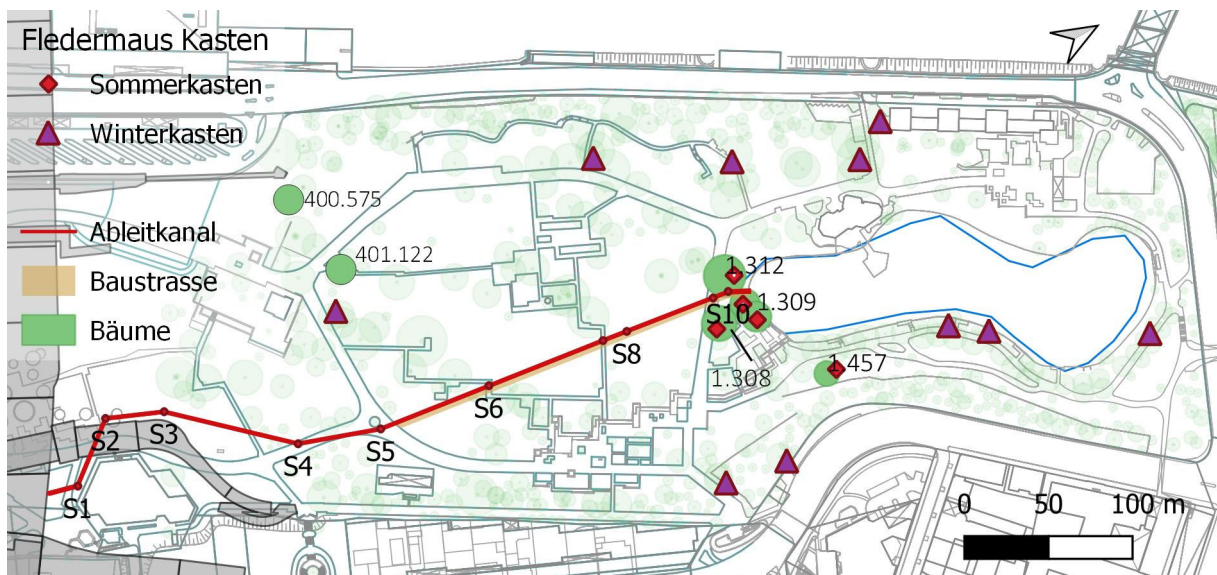 Fledermaus Kasten
Sommerkasten
Winterkasten
Ableitkanal
Baustrasse
Bäume
400.575
401.122
1.312
1.309
S10
1.308
1.457
S8
S6
S5
S4
S3
S2
S1
0 50 100 m